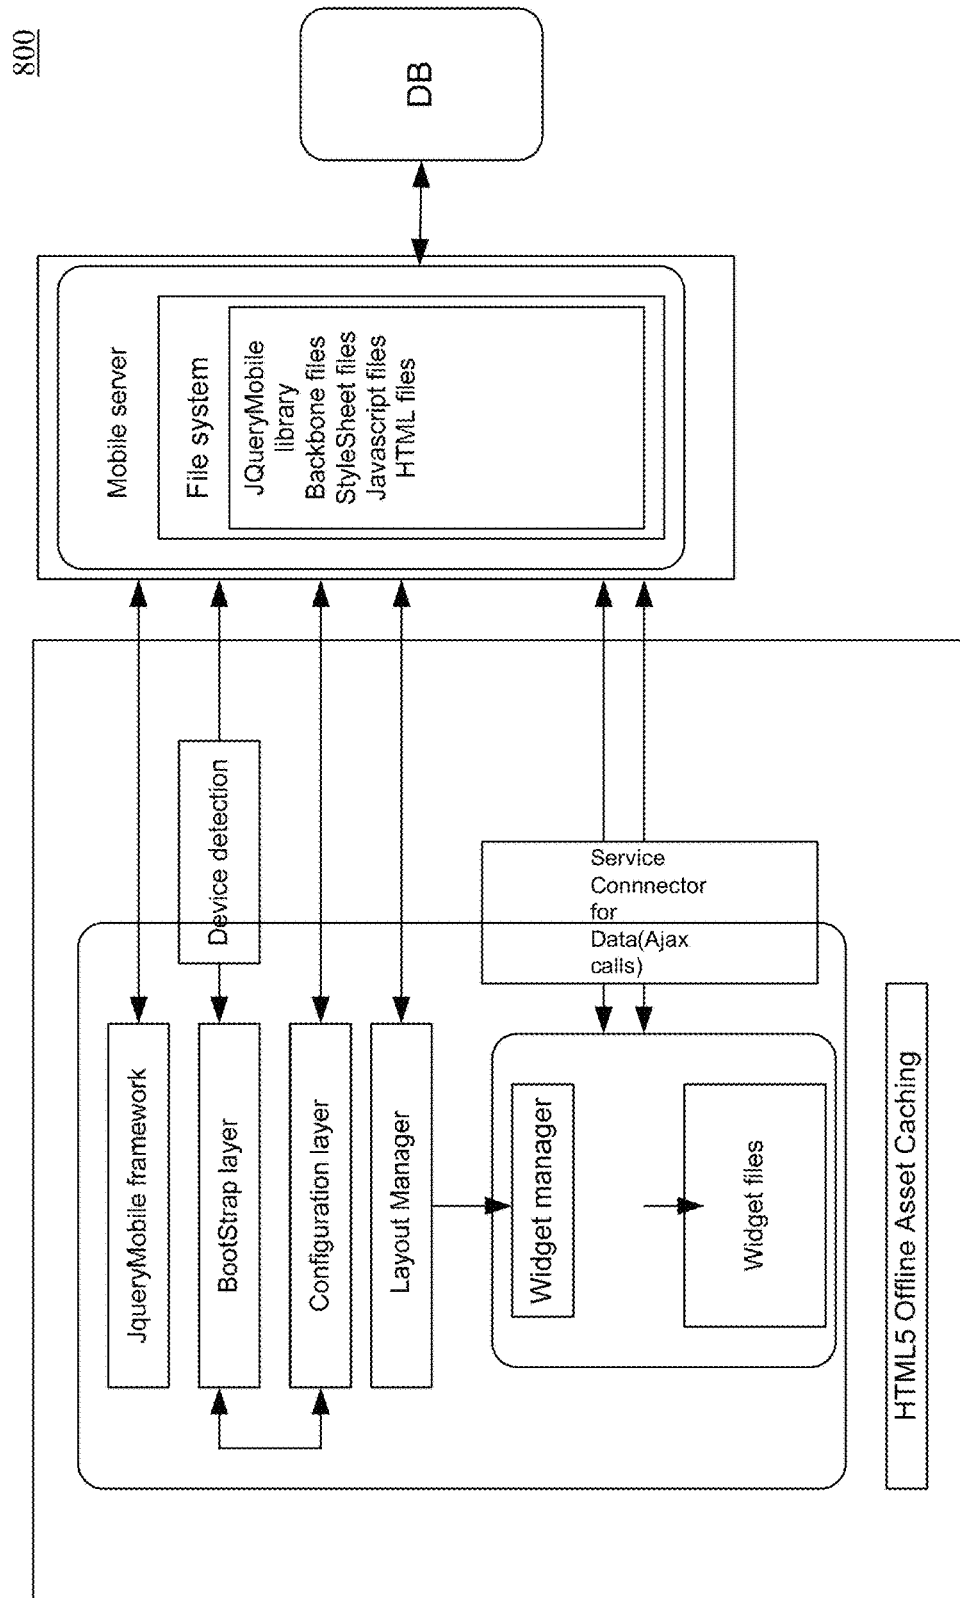 800
DB
Mobile server
File system
JQueryMobile
library
Backbone files
StyleSheet files
Javascript files
HTML files
Device detection
Service
Connnector
for
Data(Ajax
calls)
JqueryMobile framework
BootStrap layer
Configuration layer
Layout Manager
Widget manager
Widget files
HTML5 Offline Asset Caching